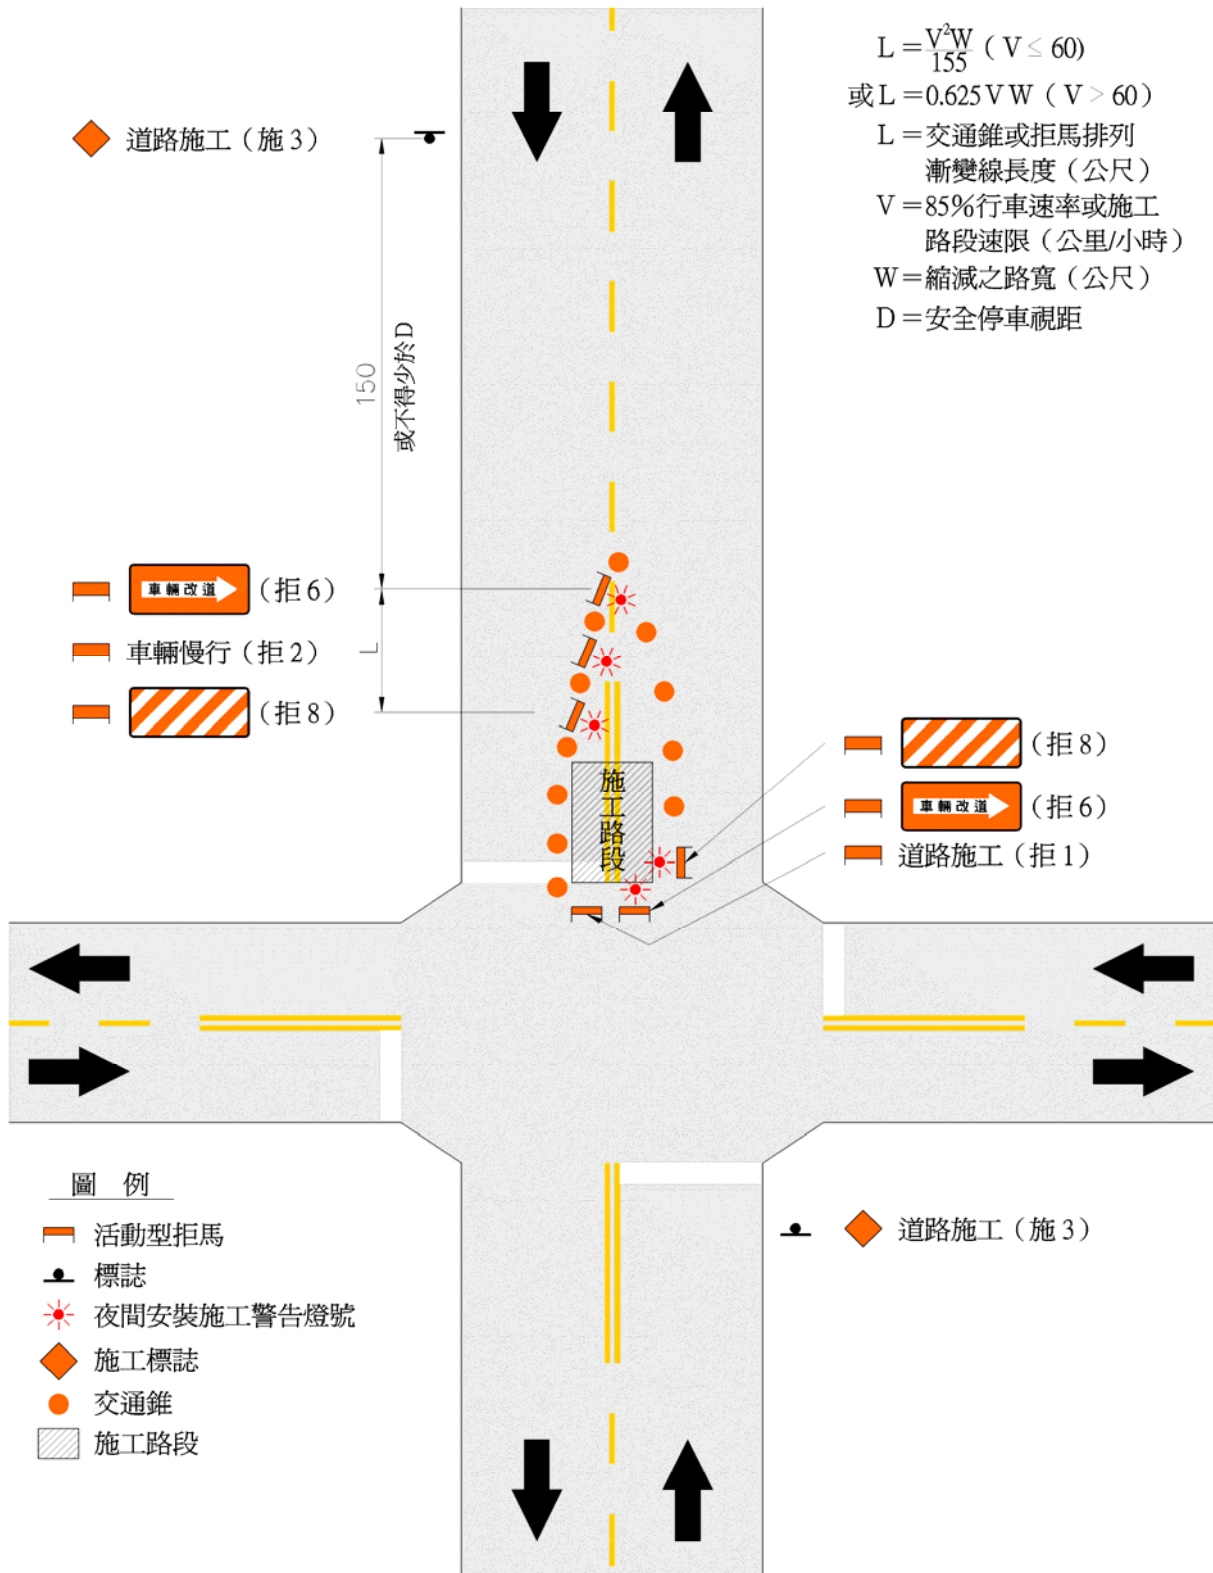 L＝V²W/155（V≤60）
或L＝0.625VW（V＞60）
L＝交通錐或拒馬排列
漸變線長度（公尺）
V＝85%行車速率或施工
路段速限（公里/小時）
W＝縮減之路寬（公尺）
D＝安全停車視距
道路施工（施3）
150
或不得少於D
車輛改道
（拒6）
車輛慢行（拒2）
L
（拒8）
施工路段
（拒8）
車輛改道
（拒6）
道路施工（拒1）
道路施工（施3）
圖 例
活動型拒馬
標誌
夜間安裝施工警告燈號
施工標誌
交通錐
施工路段